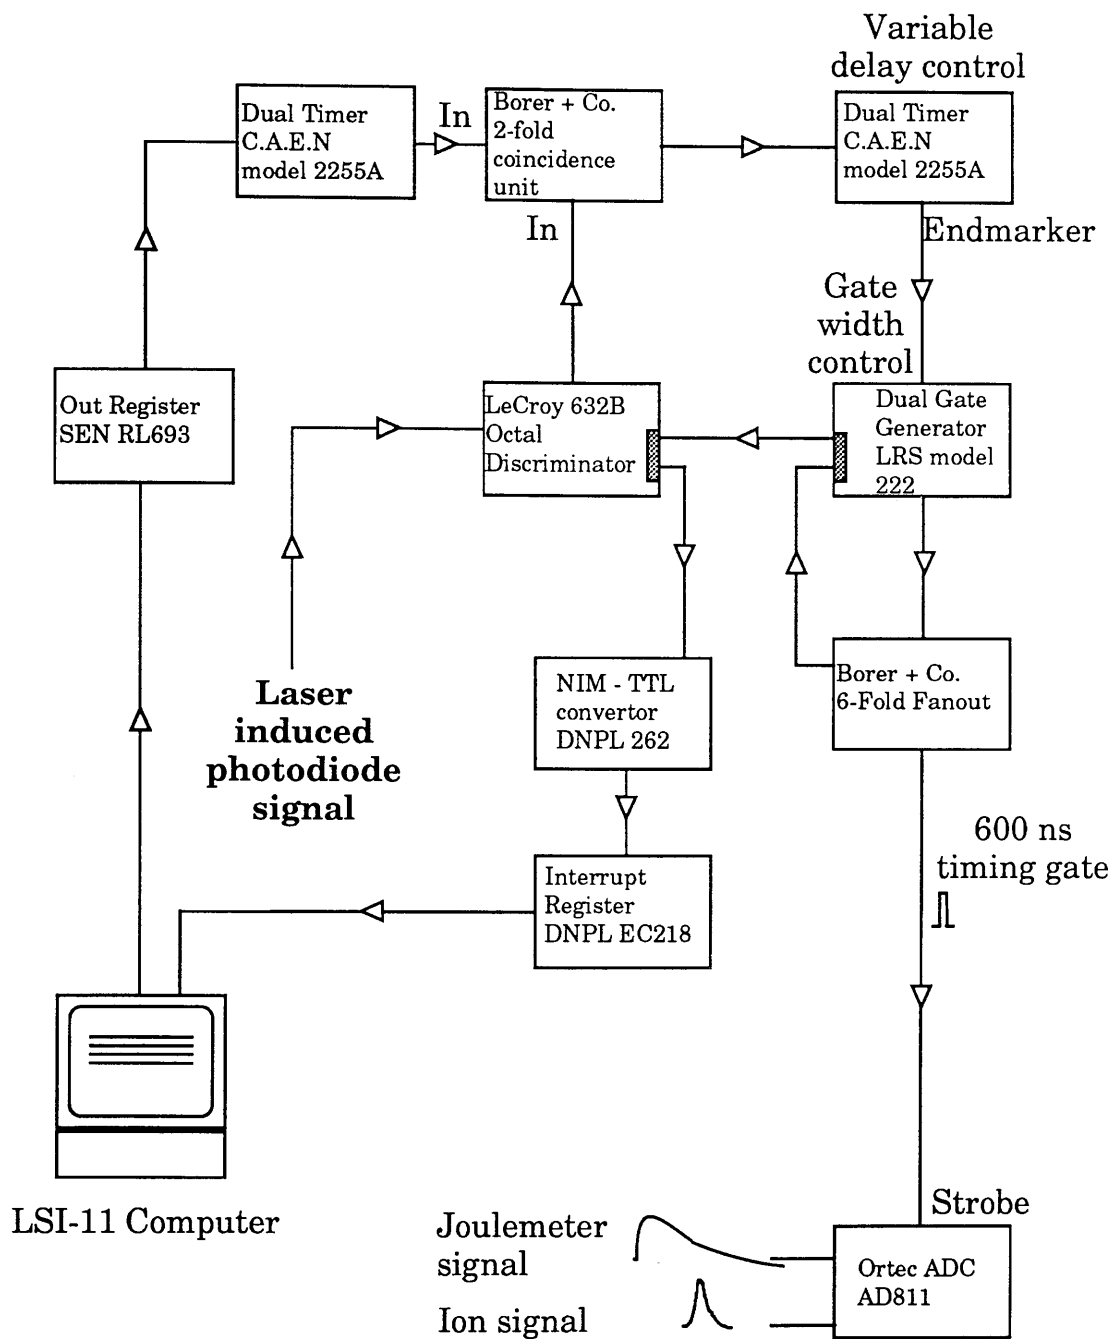 Variable
delay control
Dual Timer
C.A.E.N
model 2255A
In
Borer + Co.
2-fold
coincidence
unit
Dual Timer
C.A.E.N
model 2255A
In
Endmarker
Gate
width
control
Out Register
SEN RL693
LeCroy 632B
Octal
Discriminator
Dual Gate
Generator
LRS model
222
Laser
induced
photodiode
signal
NIM - TTL
convertor
DNPL 262
Borer + Co.
6-Fold Fanout
600 ns
timing gate
Interrupt
Register
DNPL EC218
LSI-11 Computer
Strobe
Joulemeter
signal
Ortec ADC
AD811
Ion signal